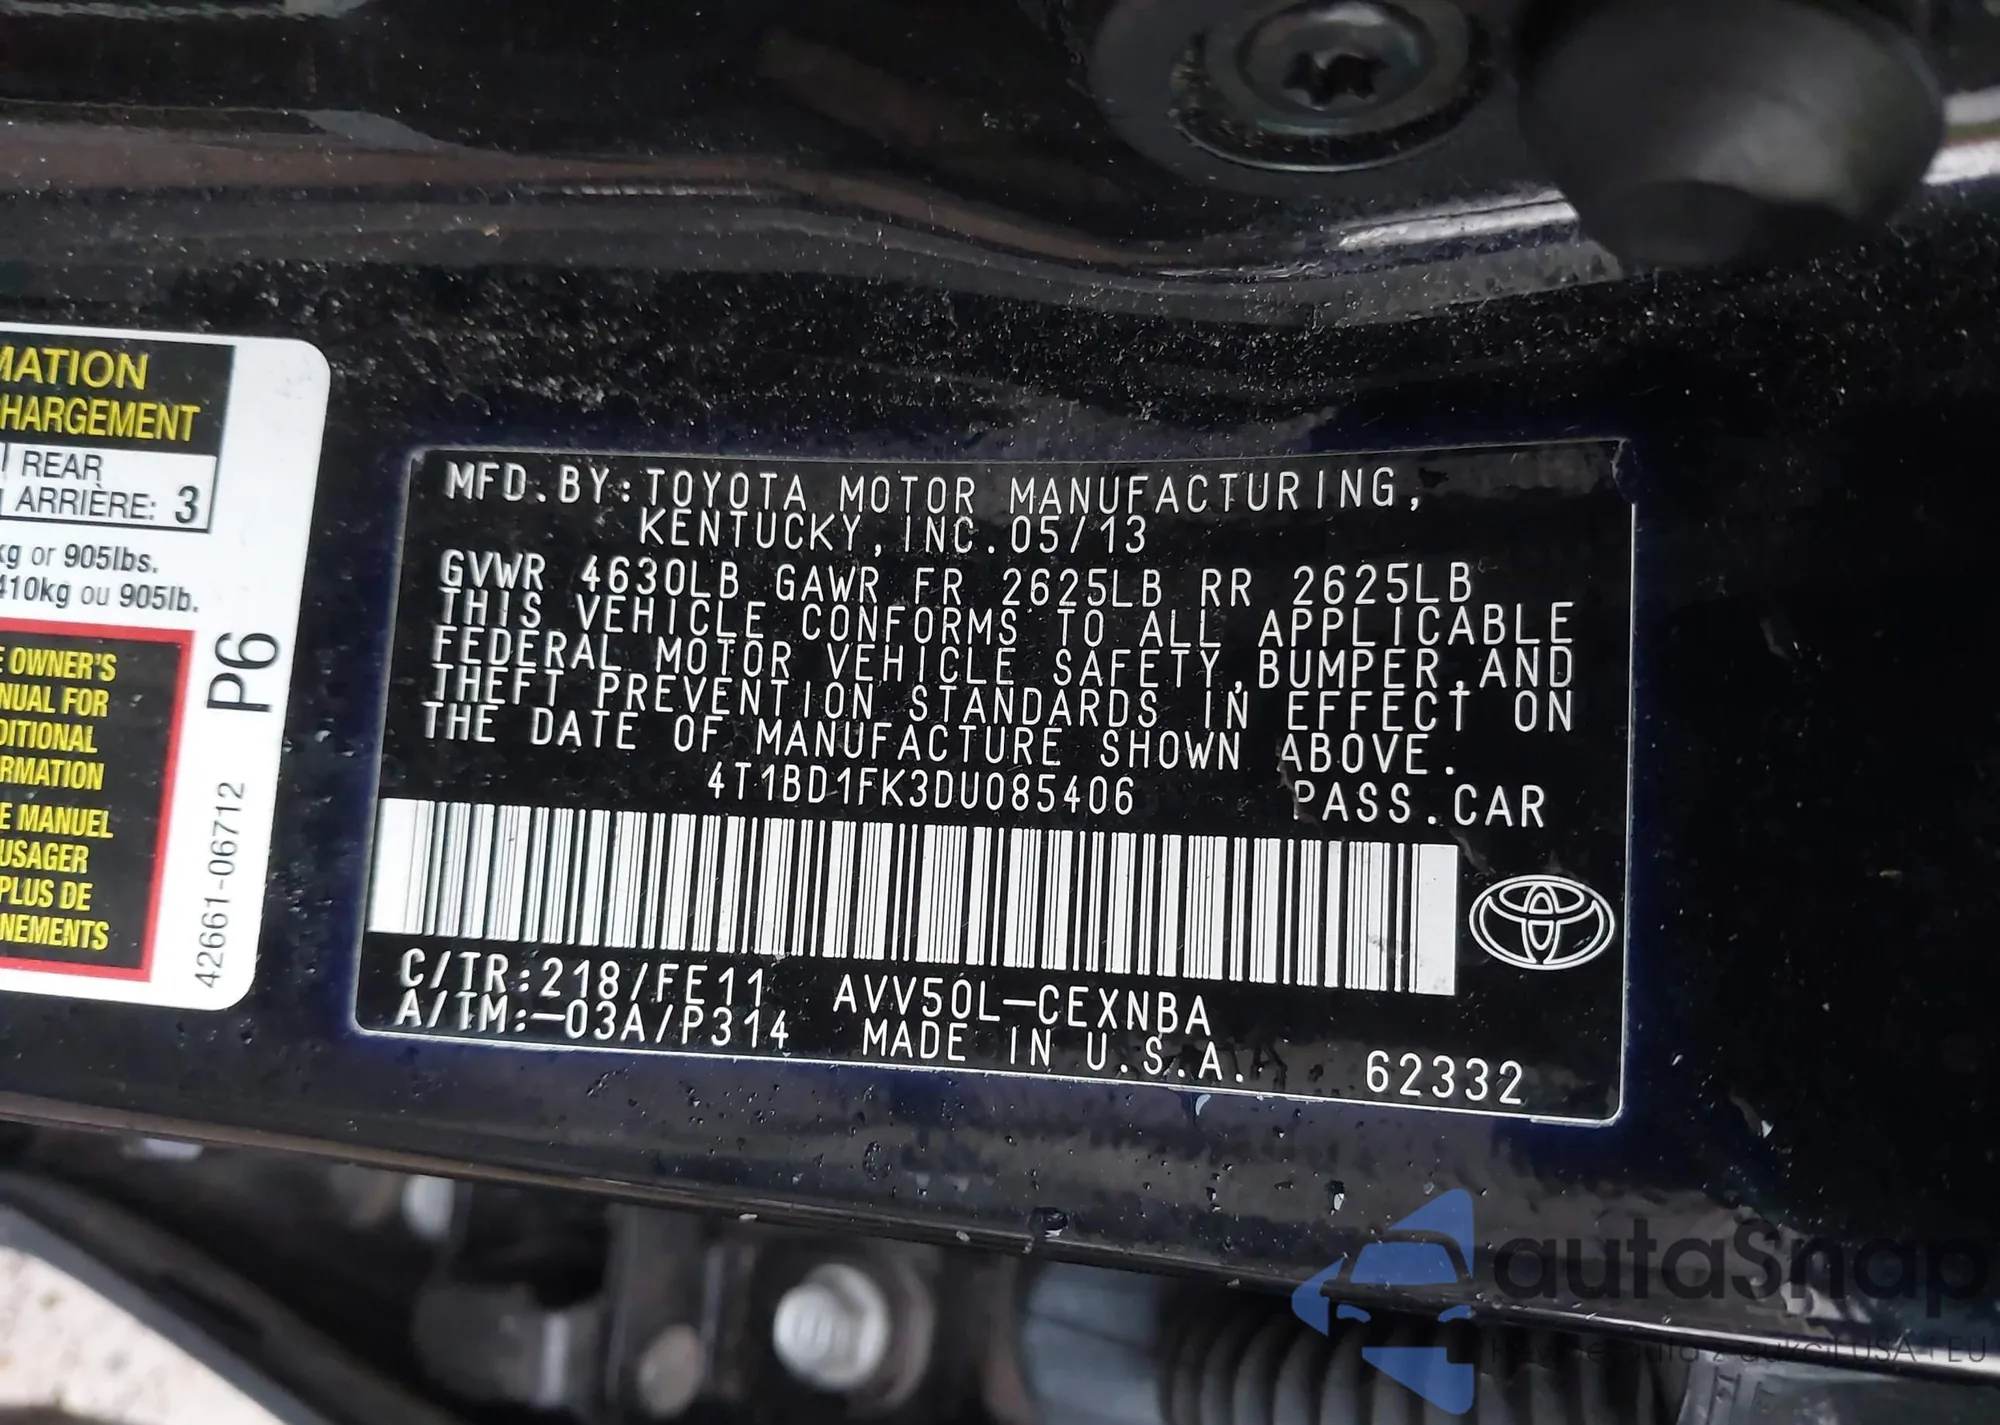 MATION
HARGEMENT
REAR
ARRIÈRE: 3
kg or 905lbs.
410kg ou 905lb.
E OWNER'S
NUAL FOR
DITIONAL
RMATION
E MANUEL
USAGER
PLUS DE
NEMENTS
P6
42661-06712
MFD.BY:TOYOTA MOTOR MANUFACTURING,
KENTUCKY,INC.05/13
GVWR 4630LB GAWR FR 2625LB RR 2625LB
THIS VEHICLE CONFORMS TO ALL APPLICABLE
FEDERAL MOTOR VEHICLE SAFETY,BUMPER,AND
THEFT PREVENTION STANDARDS IN EFFECT ON
THE DATE OF MANUFACTURE SHOWN ABOVE.
4T1BD1FK3DU085406 PASS.CAR
C/TR:218/FE11 AVV50L-CEXNBA
A/TM:-03A/P314 MADE IN U.S.A. 62332
autoSnap